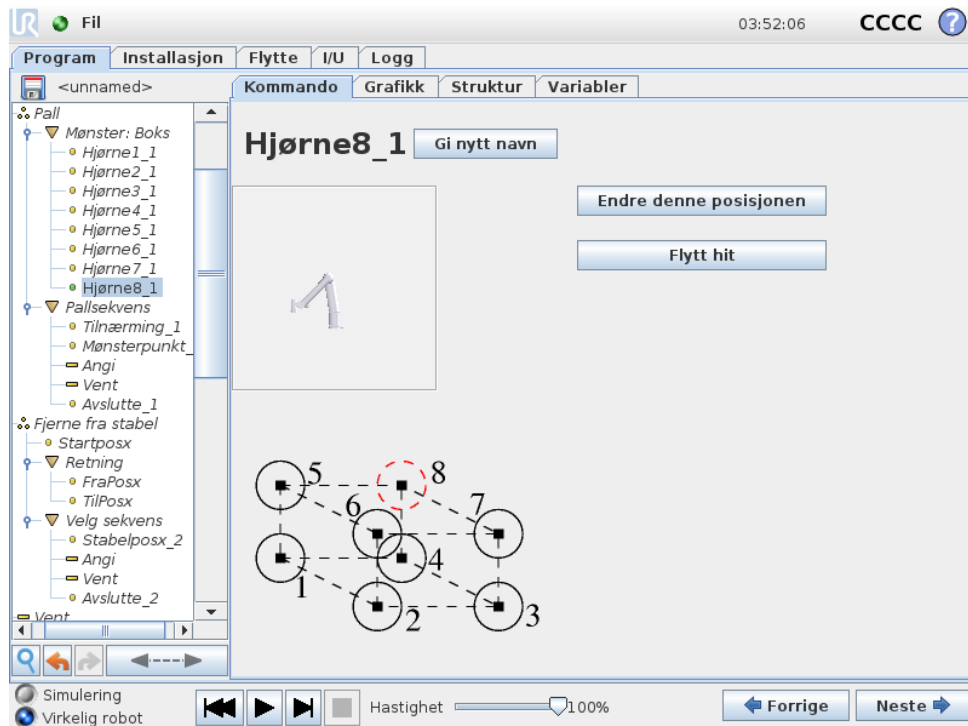 UR Fil 03:52:06 CCCC ?
Program Installasjon Flytte I/U Logg
<unnamed> Kommando Grafikk Struktur Variabler
Pall
Mønster: Boks
Hjørne1_1
Hjørne2_1
Hjørne3_1
Hjørne4_1
Hjørne5_1
Hjørne6_1
Hjørne7_1
Hjørne8_1
Pallsekvens
Tilnærming_1
Mønsterpunkt_
Angi
Vent
Avslutte_1
Fjerne fra stabel
Startposx
Retning
FraPosx
TilPosx
Velg sekvens
Stabelposx_2
Angi
Vent
Avslutte_2
Vent
Hjørne8_1 Gi nytt navn
Endre denne posisjonen
Flytt hit
5 8
6 7
1 4
2 3
Simulering
Virkelig robot
Hastighet 100% Forrige Neste